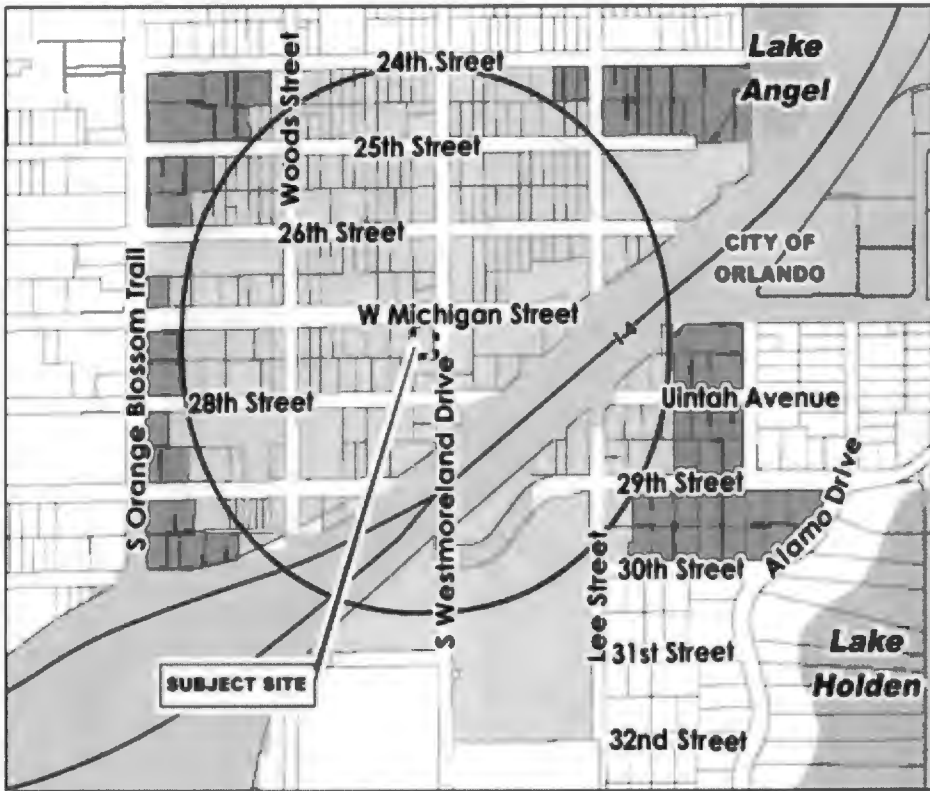 24th Street
Lake
Angel
Woods Street
25th Street
26th Street
CITY OF
ORLANDO
S Orange Blossom Trail
W Michigan Street
I-4
28th Street
S Westmoreland Drive
Uintah Avenue
29th Street
Alamo Drive
30th Street
Lee Street
31st Street
Lake
Holden
SUBJECT SITE
32nd Street